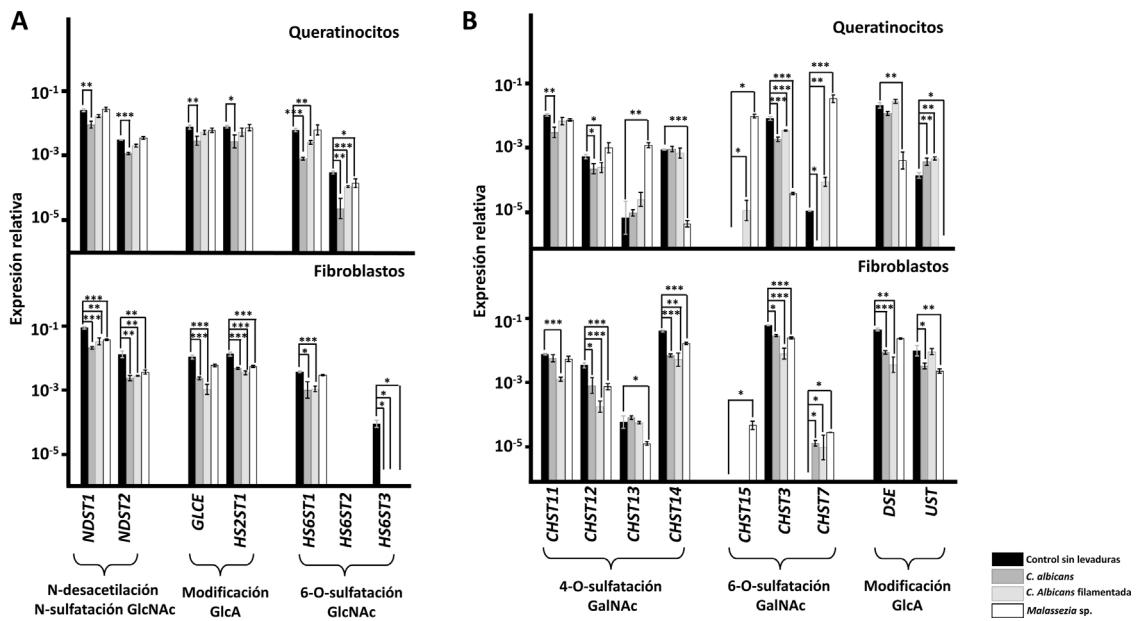 A
Queratinocitos
** *** ** * *** ** ** *** *
10-1
10-3
10-5
Expresión relativa
Fibroblastos
*** ** *** ** ** ** *** *** *** *** *** *** * * * *
10-1
10-3
10-5
NDST1
NDST2
GLCE
HS2ST1
HS6ST1
HS6ST2
HS6ST3
N-desacetilación
N-sulfatación GlcNAc
Modificación
GlcA
6-O-sulfatación
GlcNAc
B
Queratinocitos
10-1
10-3
10-5
Fibroblastos
10-1
10-3
10-5
CHST11
CHST12
CHST13
CHST14
CHST15
CHST3
CHST7
DSE
UST
4-O-sulfatación
GalNAc
6-O-sulfatación
GalNAc
Modificación
GlcA
Control sin levaduras
C. albicans
C. Albicans filamentada
Malassezia sp.